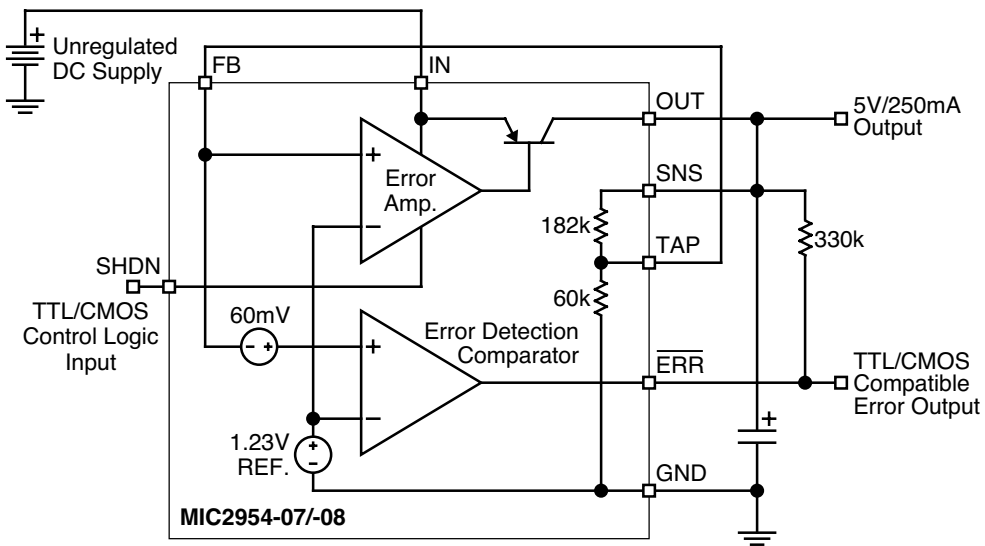 +
Unregulated
DC Supply
FB
IN
OUT
5V/250mA
Output
+
Error
Amp.
−
SNS
182k
330k
TAP
SHDN
60k
TTL/CMOS
Control Logic
Input
60mV
− +
+
Error Detection
Comparator
ERR
TTL/CMOS
Compatible
Error Output
−
+
1.23V
REF.
+
−
GND
MIC2954-07/-08